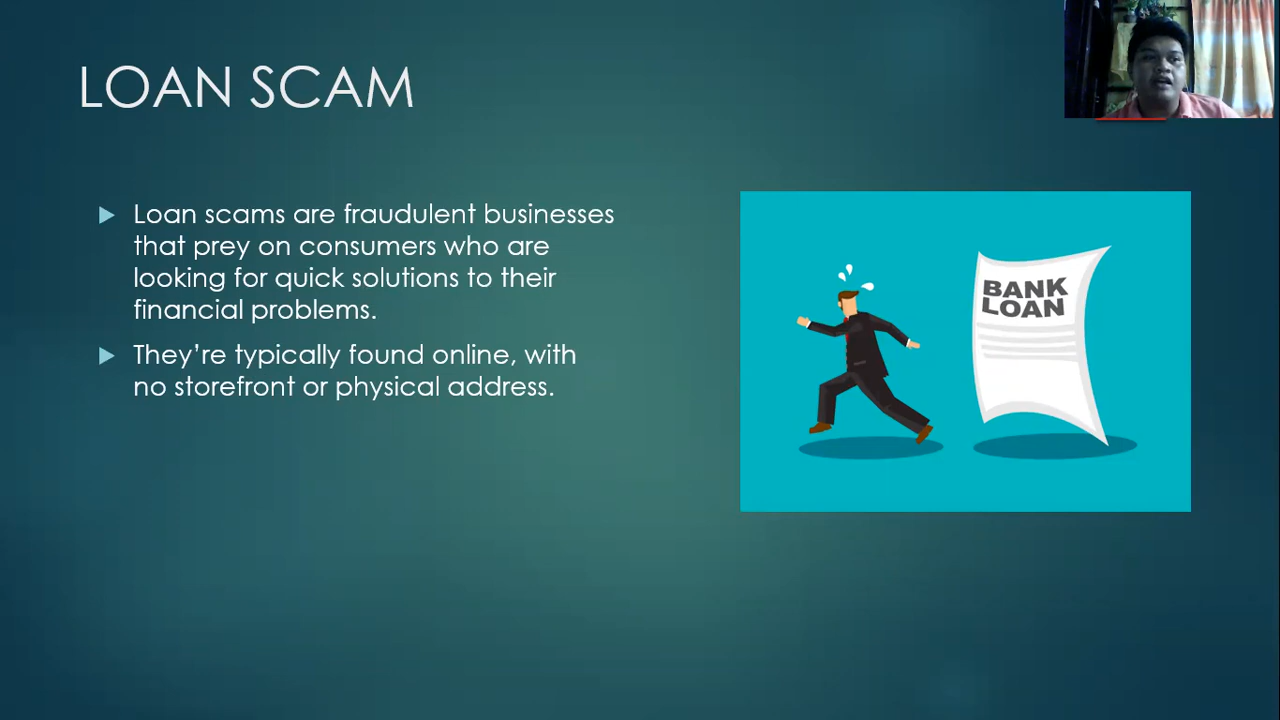 LOAN SCAM
Loan scams are fraudulent businesses
that prey on consumers who are
looking for quick solutions to their
financial problems.
They’re typically found online, with
no storefront or physical address.
BANK
LOAN